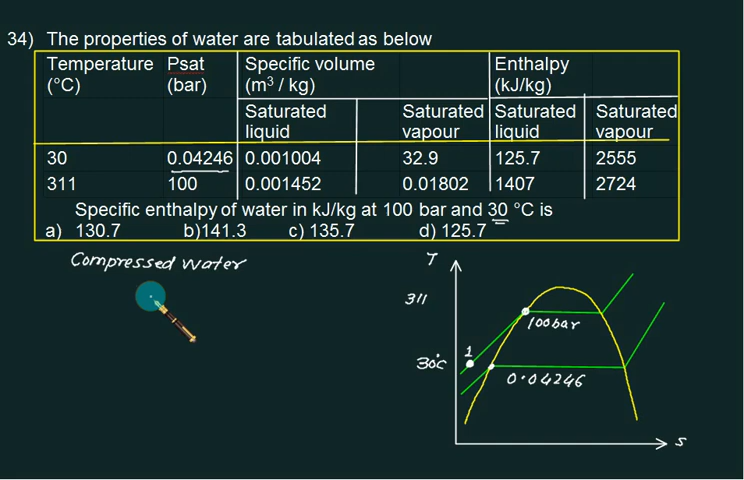 34) The properties of water are tabulated as below
Temperature Psat Specific volume Enthalpy
(°C) (bar) (m³ / kg) (kJ/kg)
Saturated Saturated Saturated Saturated
liquid vapour liquid vapour
30 0.04246 0.001004 32.9 125.7 2555
311 100 0.001452 0.01802 1407 2724
Specific enthalpy of water in kJ/kg at 100 bar and 30 °C is
a) 130.7 b)141.3 c) 135.7 d) 125.7
Compressed water
T
311
100bar
1
30°C
0.04246
S